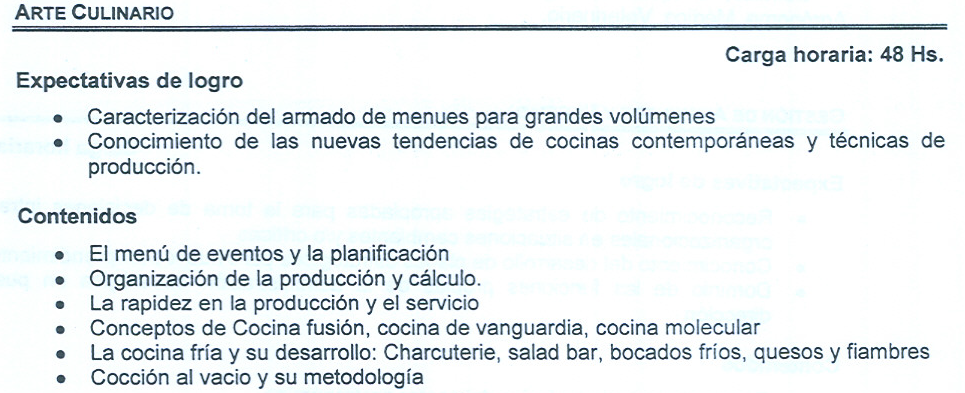 ARTE CULINARIO
Carga horaria: 48 Hs.
Expectativas de logro
• Caracterización del armado de menues para grandes volúmenes
• Conocimiento de las nuevas tendencias de cocinas contemporáneas y técnicas de
producción.
Contenidos
• El menú de eventos y la planificación
• Organización de la producción y cálculo.
• La rapidez en la producción y el servicio
• Conceptos de Cocina fusión, cocina de vanguardia, cocina molecular
• La cocina fría y su desarrollo: Charcuterie, salad bar, bocados fríos, quesos y fiambres
• Cocción al vacio y su metodología